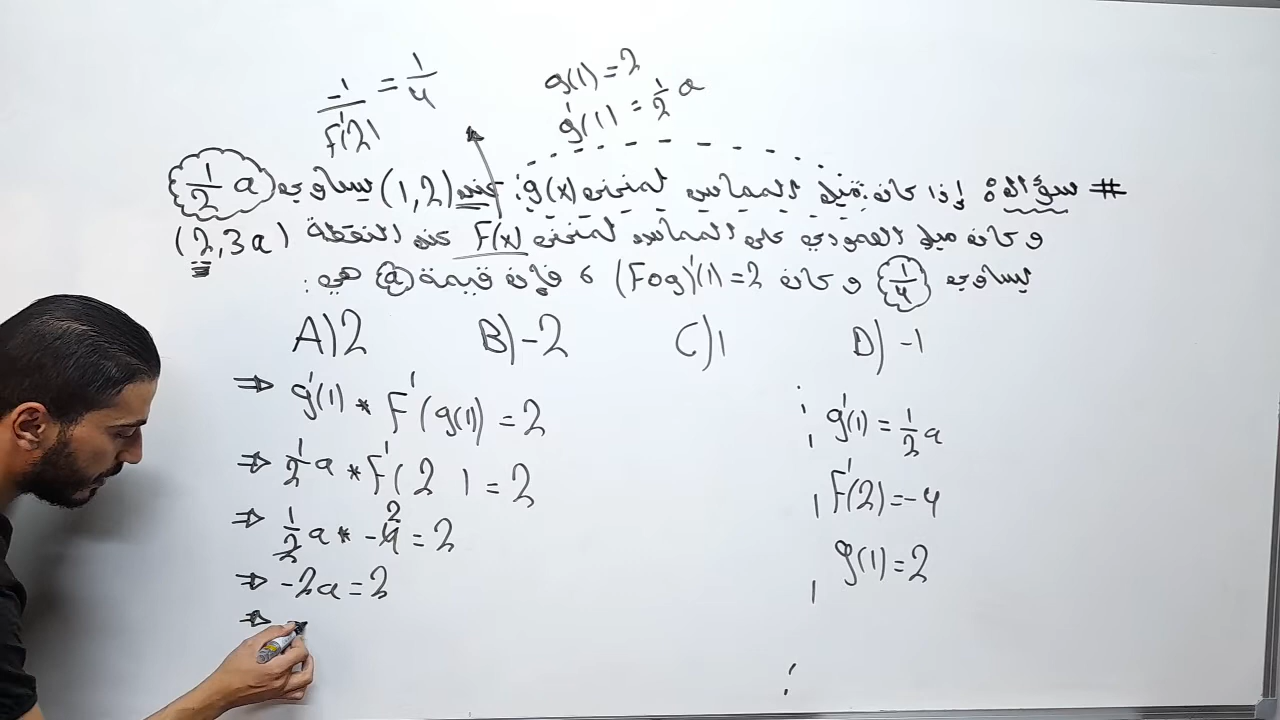 -1/f'(2) = 1/4
g(1) = 2
g'(1) = 1/2 a
# سؤال: إذا كان ميل المماس لمنحنى g(x) عند (1,2) يساوي 1/2 a
و كان ميل العمودي على المماس لمنحنى F(x) عند النقطة (2,3a)
يساوي 1/4 و كان (Fog)'(1)=2 ، فإن قيمة a هي:
A) 2 B) -2 C) 1 D) -1
⇒ g'(1) * F'(g(1)) = 2
⇒ 1/2 a * F'(2) = 2
⇒ 1/2 a * -4 2 = 2
⇒ -2a = 2
⇒
g'(1) = 1/2 a
F'(2) = -4
g(1) = 2